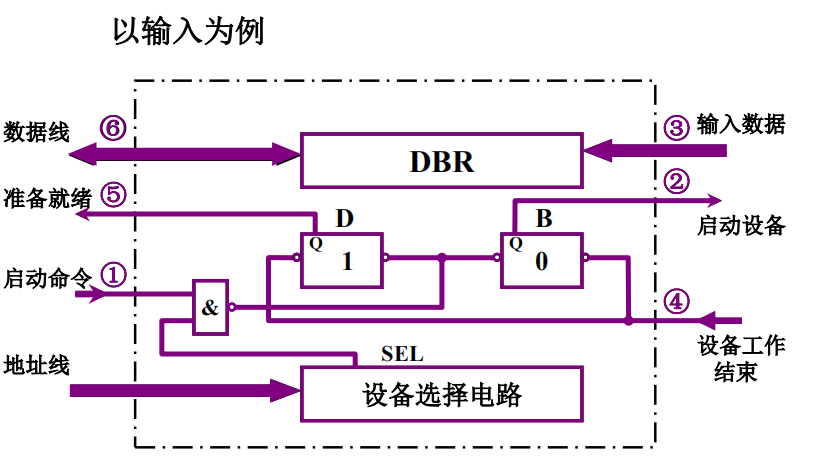 以输入为例
数据线
⑥
DBR
③
输入数据
准备就绪
⑤
D
B
②
启动设备
Q
1
Q
0
启动命令
①
&
④
设备工作
结束
SEL
地址线
设备选择电路